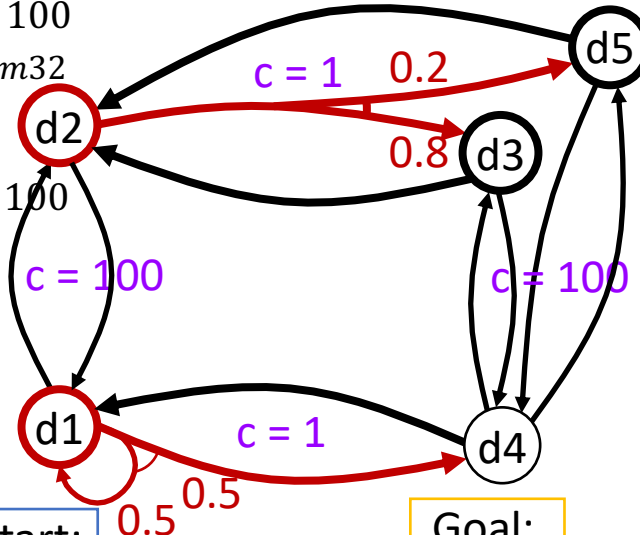 100
m32
c = 1
0.2
d5
d2
0.8
d3
100
c = 100
c = 100
d1
c = 1
d4
0.5
0.5
tart:
Goal: